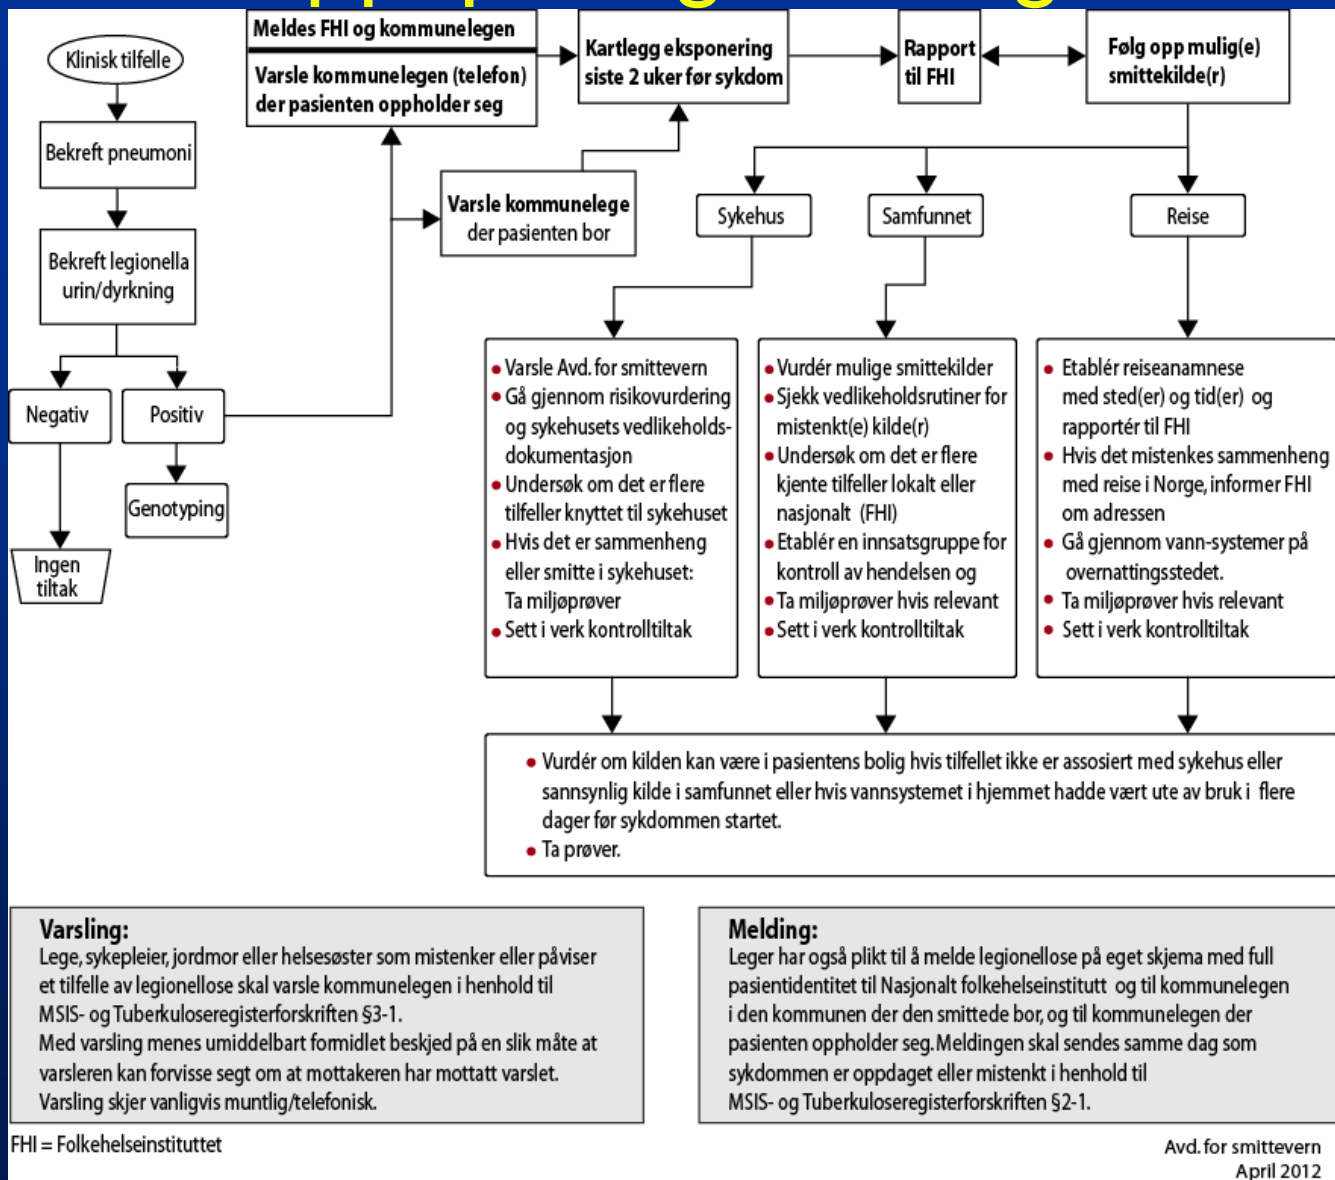 Klinisk tilfelle
Bekreft pneumoni
Bekreft legionella
urin/dyrkning
Negativ
Positiv
Genotyping
Ingen
tiltak
Meldes FHI og kommunelegen
Varsle kommunelegen (telefon)
der pasienten oppholder seg
Varsle kommunelege
der pasienten bor
Kartlegg eksponering
siste 2 uker før sykdom
Rapport
til FHI
Følg opp mulig(e)
smittekilde(r)
Sykehus
Samfunnet
Reise
• Varsle Avd. for smittevern
• Gå gjennom risikovurdering
og sykehusets vedlikeholds-
dokumentasjon
• Undersøk om det er flere
tilfeller knyttet til sykehuset
• Hvis det er sammenheng
eller smitte i sykehuset:
Ta miljøprøver
• Sett i verk kontrolltiltak
• Vurdér mulige smittekilder
• Sjekk vedlikeholdsrutiner for
mistenkt(e) kilde(r)
• Undersøk om det er flere
kjente tilfeller lokalt eller
nasjonalt (FHI)
• Etablér en innsatsgruppe for
kontroll av hendelsen og
• Ta miljøprøver hvis relevant
• Sett i verk kontrolltiltak
• Etablér reiseanamnese
med sted(er) og tid(er) og
rapportér til FHI
• Hvis det mistenkes sammenheng
med reise i Norge, informer FHI
om adressen
• Gå gjennom vann-systemer på
overnattingsstedet.
• Ta miljøprøver hvis relevant
• Sett i verk kontrolltiltak
• Vurdér om kilden kan være i pasientens bolig hvis tilfellet ikke er assosiert med sykehus eller
sannsynlig kilde i samfunnet eller hvis vannsystemet i hjemmet hadde vært ute av bruk i flere
dager før sykdommen startet.
• Ta prøver.
Varsling:
Lege, sykepleier, jordmor eller helsesøster som mistenker eller påviser
et tilfelle av legionellose skal varsle kommunelegen i henhold til
MSIS- og Tuberkuloseregisterforskriften §3-1.
Med varsling menes umiddelbart formidlet beskjed på en slik måte at
varsleren kan forvisse segt om at mottakeren har mottatt varslet.
Varsling skjer vanligvis muntlig/telefonisk.
Melding:
Leger har også plikt til å melde legionellose på eget skjema med full
pasientidentitet til Nasjonalt folkehelseinstitutt og til kommunelegen
i den kommunen der den smittede bor, og til kommunelegen der
pasienten oppholder seg. Meldingen skal sendes samme dag som
sykdommen er oppdaget eller mistenkt i henhold til
MSIS- og Tuberkuloseregisterforskriften §2-1.
FHI = Folkehelseinstituttet
Avd. for smittevern
April 2012